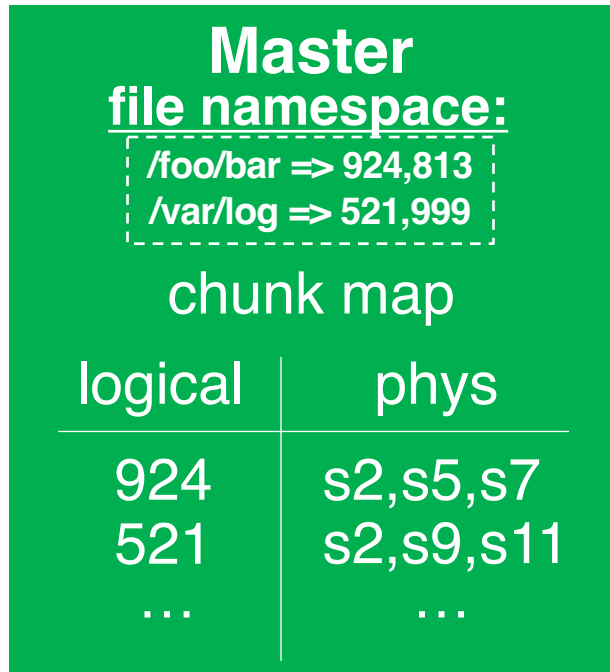 Master
file namespace:
/foo/bar => 924,813
/var/log => 521,999
chunk map
logical phys
924 s2,s5,s7
521 s2,s9,s11
... ...